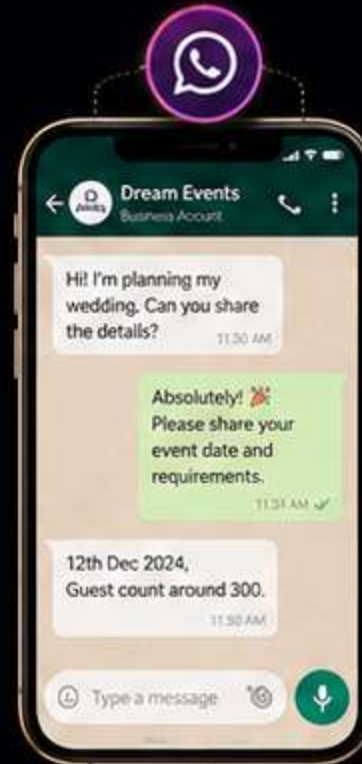 Dream Events
Business Account
Hi! I'm planning my
wedding. Can you share
the details?
11:30 AM
Absolutely! 🎉
Please share your
event date and
requirements.
11:31 AM
12th Dec 2024,
Guest count around 300.
11:30 AM
Type a message